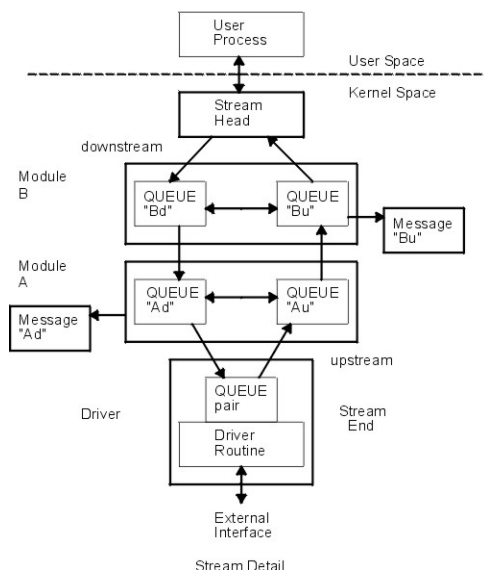 User
Process
User Space
Kernel Space
Stream
Head
downstream
Module
B
QUEUE
"Bd"
QUEUE
"Bu"
Message
"Bu"
Module
A
QUEUE
"Ad"
QUEUE
"Au"
Message
"Ad"
upstream
Driver
QUEUE
pair
Driver
Routine
Stream
End
External
Interface
Stream Detail